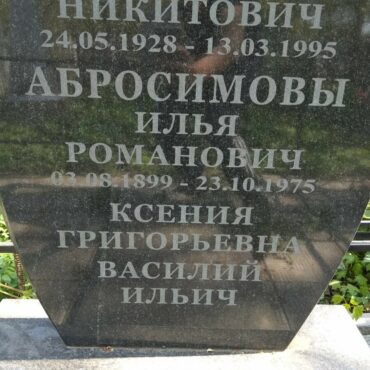 НИКИТОВИЧ
24.05.1928 - 13.03.1995
АБРОСИМОВЫ
ИЛЬЯ
РОМАНОВИЧ
03.08.1899 - 23.10.1975
КСЕНИЯ
ГРИГОРЬЕВНА
ВАСИЛИЙ
ИЛЬИЧ